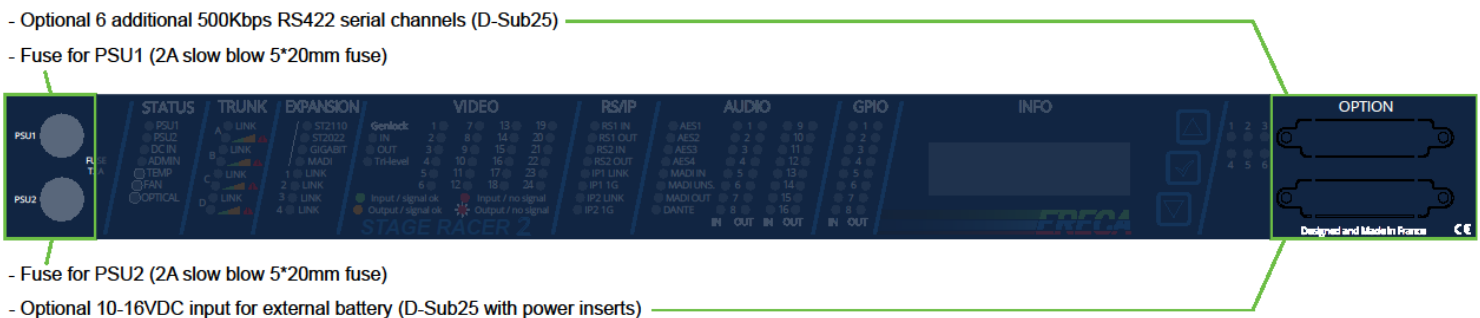 - Optional 6 additional 500Kbps RS422 serial channels (D-Sub25)
- Fuse for PSU1 (2A slow blow 5*20mm fuse)
STATUS TRUNK EXPANSION VIDEO RS/IP AUDIO GPIO INFO OPTION
PSU1
PSU2
FUSE
PSU1
PSU2
DC IN
ADMIN
TEMP
FAN
OPTICAL
A LINK
B LINK
C LINK
D LINK
ST2110
ST2022
GIGABIT
MADI
1 LINK
2 LINK
3 LINK
4 LINK
Genlock
IN
OUT
Tri-level
1 7 13 19
2 8 14 20
3 9 15 21
4 10 16 22
5 11 17 23
6 12 18 24
Input / signal ok Input / no signal
Output / signal ok Output / no signal
STAGE RACER 2
RS1 IN
RS1 OUT
RS2 IN
RS2 OUT
IP1 LINK
IP1 1G
IP2 LINK
IP2 1G
AES1
AES2
AES3
AES4
MADI IN
MADI UNS.
MADI OUT
DANTE
1 9
2 10
3 11
4 12
5 13
6 14
7 15
8 16
IN OUT IN OUT
1
2
3
4
5
6
7
8
IN OUT
ERECA
1 2 3
4 5 6
Designed and Made in France CE
- Fuse for PSU2 (2A slow blow 5*20mm fuse)
- Optional 10-16VDC input for external battery (D-Sub25 with power inserts)